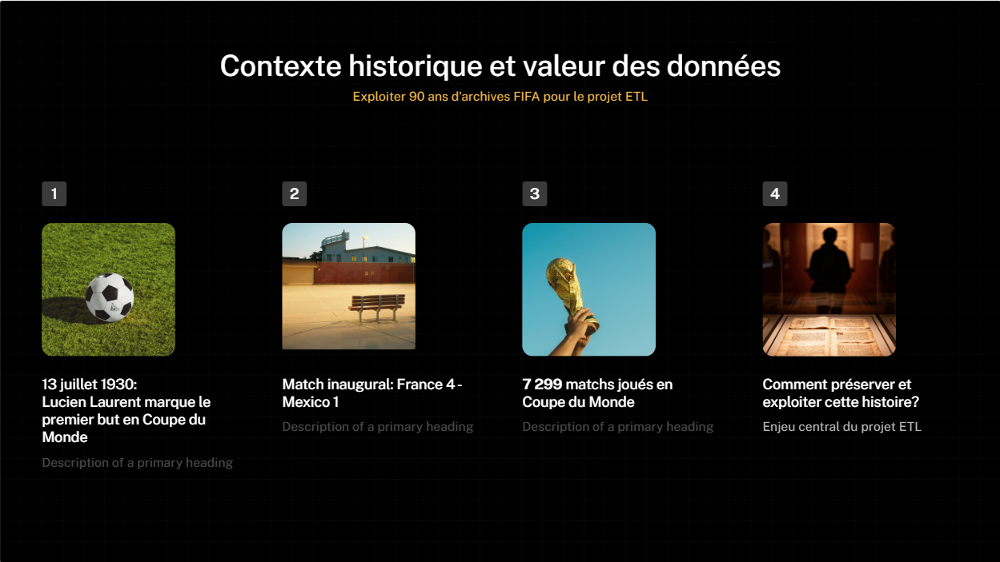 Contexte historique et valeur des données
Exploiter 90 ans d'archives FIFA pour le projet ETL
1
13 juillet 1930:
Lucien Laurent marque le
premier but en Coupe du
Monde
Description of a primary heading
2
Match inaugural: France 4 -
Mexico 1
Description of a primary heading
3
7 299 matchs joués en
Coupe du Monde
Description of a primary heading
4
Comment préserver et
exploiter cette histoire?
Enjeu central du projet ETL